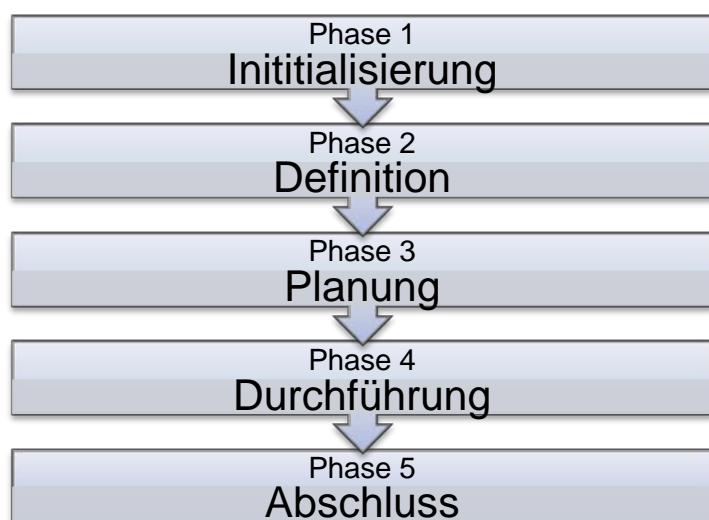 Phase 1
Inititialisierung
Phase 2
Definition
Phase 3
Planung
Phase 4
Durchführung
Phase 5
Abschluss